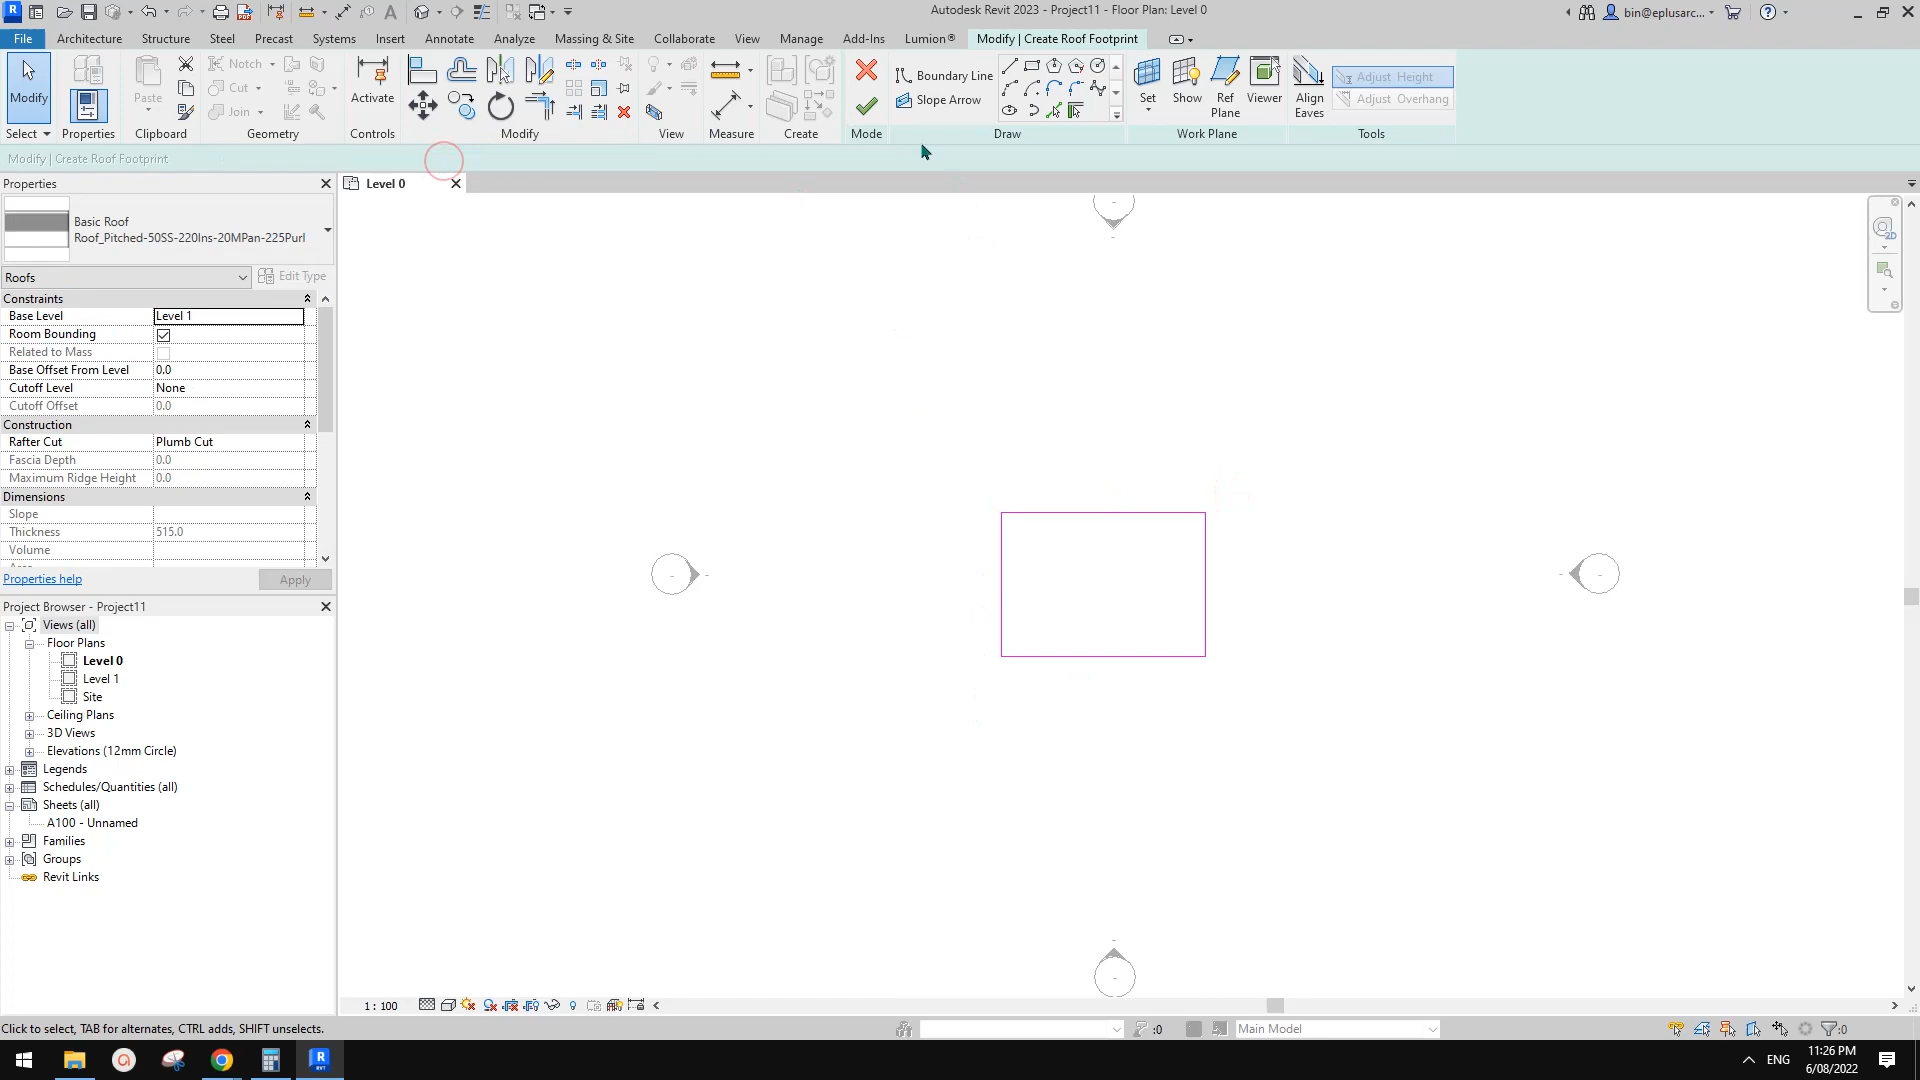 Autodesk Revit 2023 - Project11 - Floor Plan: Level 0
bin@eplusarc...
File
Architecture
Structure
Steel
Precast
Systems
Insert
Annotate
Analyze
Massing & Site
Collaborate
View
Manage
Add-Ins
Lumion®
Modify | Create Roof Footprint
Modify
Paste
Notch
Cut
Join
Activate
Boundary Line
Slope Arrow
Set
Show
Ref
Plane
Viewer
Align
Eaves
Adjust Height
Adjust Overhang
Select
Properties
Clipboard
Geometry
Controls
Modify
View
Measure
Create
Mode
Draw
Work Plane
Tools
Modify | Create Roof Footprint
Properties
Level 0
Basic Roof
Roof_Pitched-50SS-220Ins-20MPan-225Purl
Roofs
Edit Type
Constraints
Base Level Level 1
Room Bounding
Related to Mass
Base Offset From Level 0.0
Cutoff Level None
Cutoff Offset 0.0
Construction
Rafter Cut Plumb Cut
Fascia Depth 0.0
Maximum Ridge Height 0.0
Dimensions
Slope
Thickness 515.0
Volume
Properties help
Apply
Project Browser - Project11
Views (all)
Floor Plans
Level 0
Level 1
Site
Ceiling Plans
3D Views
Elevations (12mm Circle)
Legends
Schedules/Quantities (all)
Sheets (all)
A100 - Unnamed
Families
Groups
Revit Links
2D
1 : 100
Click to select, TAB for alternates, CTRL adds, SHIFT unselects.
:0
Main Model
:0
ENG
11:26 PM
6/08/2022